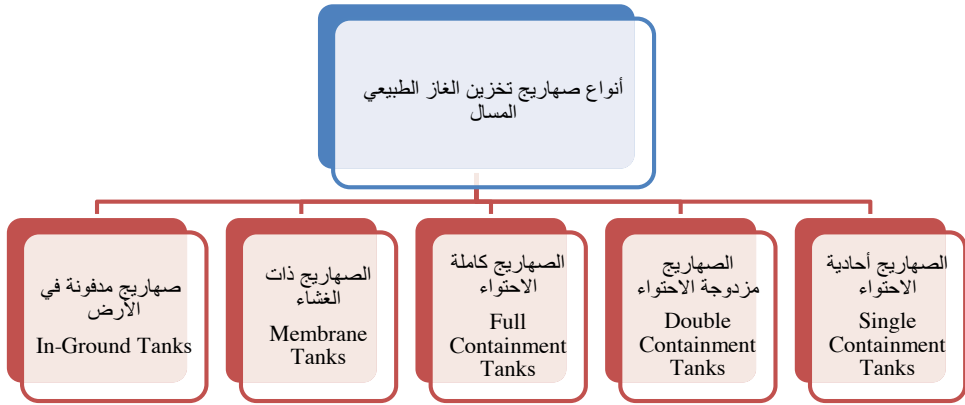 أنواع صهاريج تخزين الغاز الطبيعي
المسال
الصهاريج أحادية
الاحتواء
Single
Containment
Tanks
الصهاريج
مزدوجة الاحتواء
Double
Containment
Tanks
الصهاريج كاملة
الاحتواء
Full
Containment
Tanks
الصهاريج ذات
الغشاء
Membrane
Tanks
صهاريج مدفونة في
الأرض
In-Ground Tanks